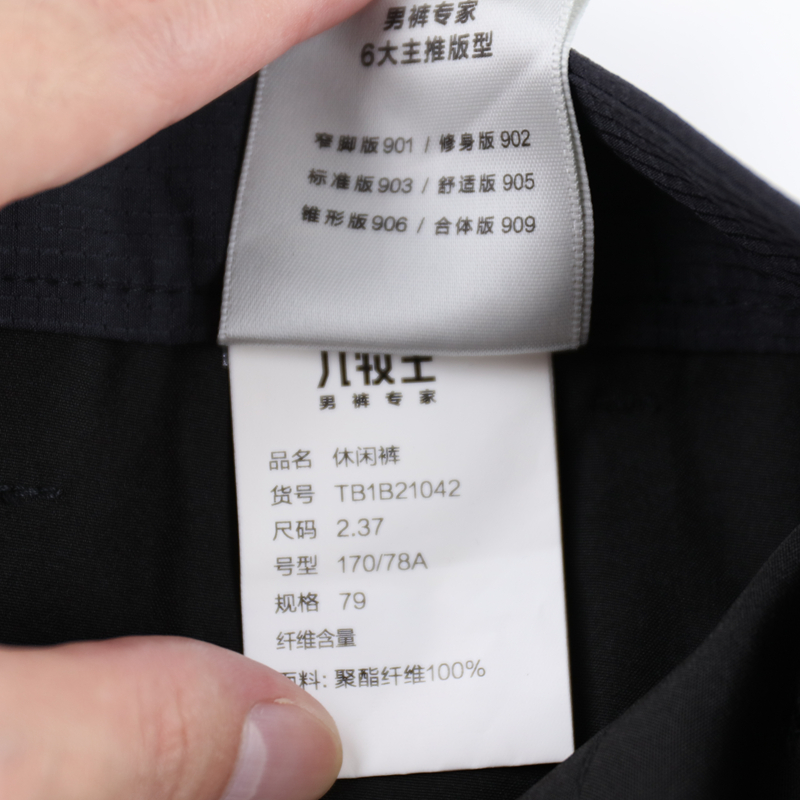 男裤专家
6大主推版型
窄脚版901 / 修身版902
标准版903 / 舒适版905
锥形版906 / 合体版909
男裤专家
品名 休闲裤
货号 TB1B21042
尺码 2.37
号型 170/78A
规格 79
纤维含量
料: 聚酯纤维100%